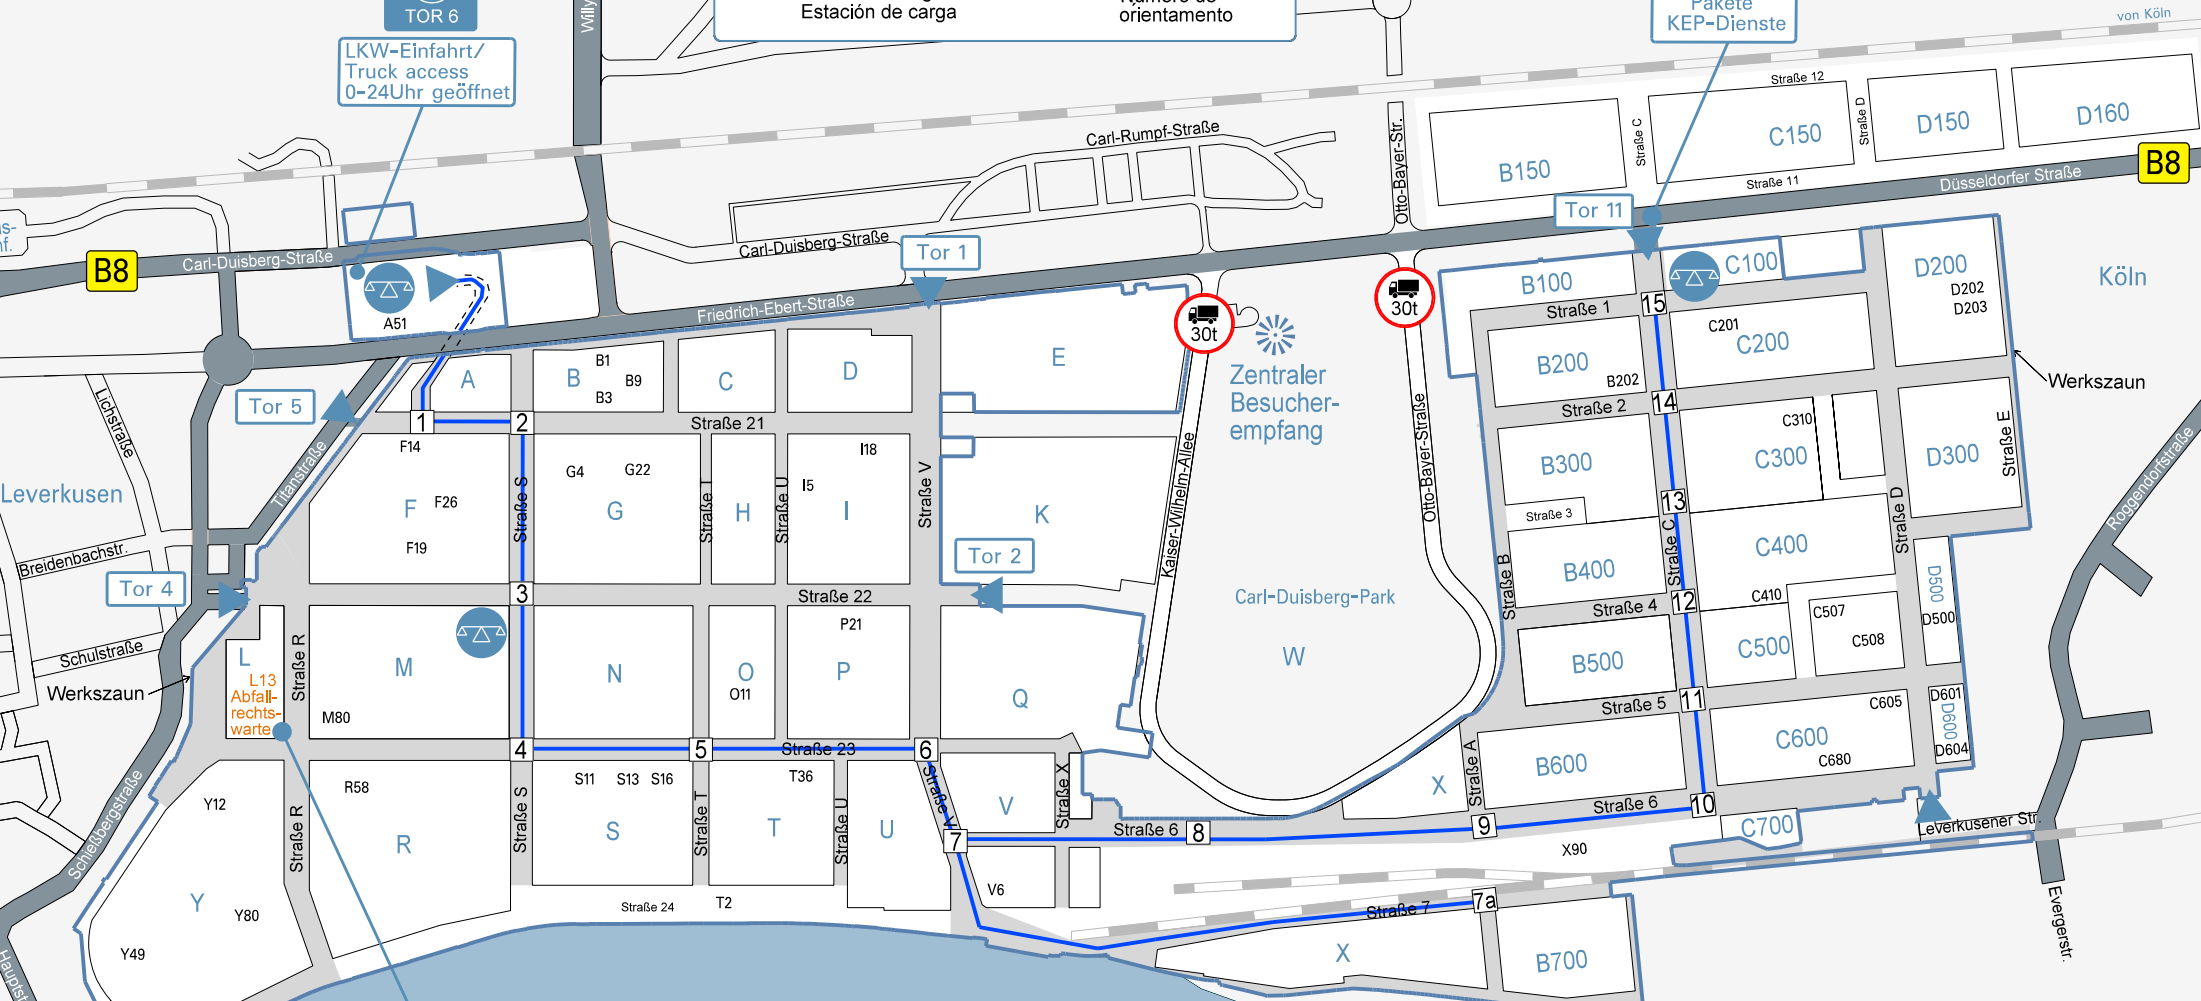 TOR 6
LKW-Einfahrt/
Truck access
0-24Uhr geöffnet
Willy
Estación de carga
orientamento
Pakete
KEP-Dienste
von Köln
Straße 12
Carl-Rumpf-Straße
Otto-Bayer-Str.
B150
Straße C
C150
Straße D
D150
D160
Straße 11
Düsseldorfer Straße
B8
Tor 11
B8
Carl-Duisberg-Straße
Carl-Duisberg-Straße
Tor 1
A51
Friedrich-Ebert-Straße
30t
30t
Zentraler
Besucher-
empfang
B100
C100
D200
D202
D203
Köln
Straße 1
15
C201
C200
B200
B202
Werkszaun
Straße 2
14
Tor 5
Lichstraße
Titanstraße
Leverkusen
A
B
B1
B9
B3
C
D
E
1
2
Straße 21
F14
F
F26
F19
Straße S
G4
G22
G
Straße T
H
Straße U
I5
I18
I
Straße V
K
Kaiser-Wilhelm-Allee
Otto-Bayer-Straße
B300
C310
C300
D300
Straße E
Roggendorfstraße
13
Straße 3
Straße C
Straße D
Straße B
B400
C400
Breidenbachstr.
Tor 4
Tor 2
3
Straße 22
Carl-Duisberg-Park
W
Straße 4
12
C410
C507
C508
D500
D500
Schulstraße
Werkszaun
L
L13
Abfall-
rechts-
warte
Straße R
M
M80
N
O
O11
P21
P
Q
B500
C500
Straße 5
11
C605
C600
C680
D601
D600
D604
4
5
Straße 23
6
Schießbergstraße
Y12
Y
Y80
Y49
Straße R
R58
R
Straße S
S11
S13
S16
S
Straße T
T36
T
Straße U
U
Straße V
V
Straße X
X
Straße A
B600
Straße 6
10
7
Straße 6
8
9
C700
Leverkusener Str.
X90
V6
Straße 24
T2
Straße 7
7a
X
B700
Evergerstr.